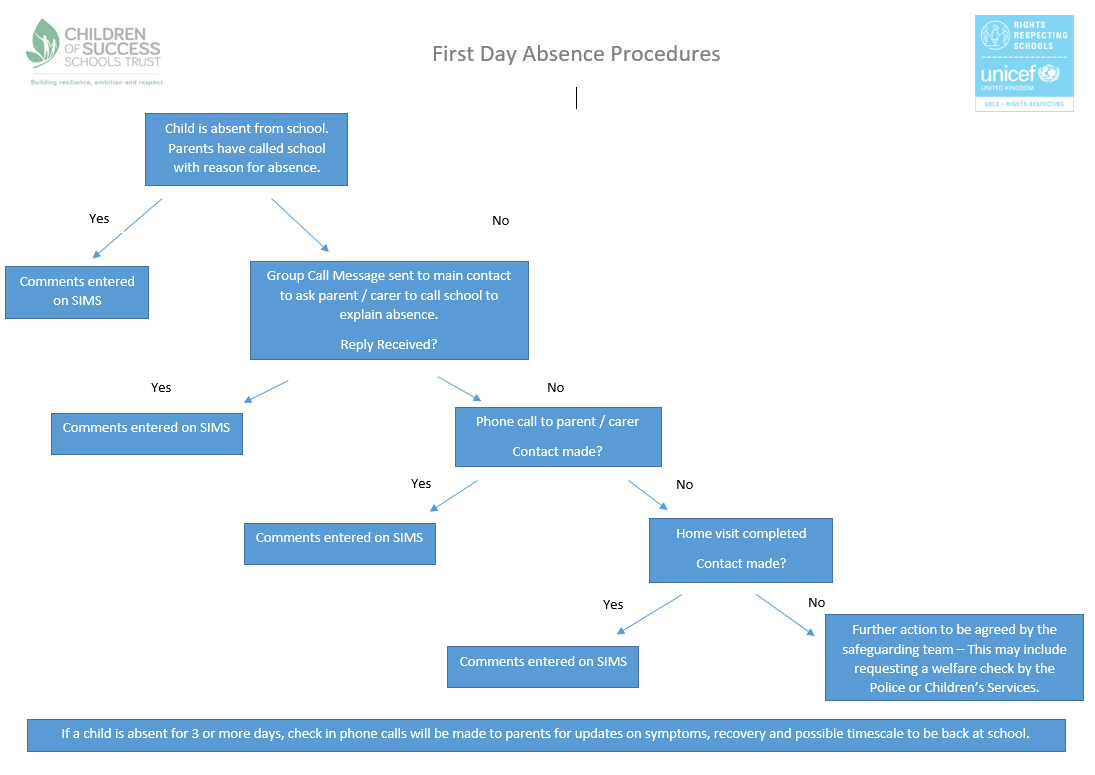 CHILDREN
OF SUCCESS
SCHOOLS TRUST
Building resilience, ambition and respect
First Day Absence Procedures
RIGHTS
RESPECTING
SCHOOLS
unicef
UNITED KINGDOM
GOLD – RIGHTS RESPECTING
Child is absent from school.
Parents have called school
with reason for absence.
Yes
No
Comments entered
on SIMS
Group Call Message sent to main contact
to ask parent / carer to call school to
explain absence.
Reply Received?
Yes
No
Comments entered on SIMS
Phone call to parent / carer
Contact made?
Yes
No
Comments entered on SIMS
Home visit completed
Contact made?
Yes
No
Comments entered on SIMS
Further action to be agreed by the
safeguarding team – This may include
requesting a welfare check by the
Police or Children’s Services.
If a child is absent for 3 or more days, check in phone calls will be made to parents for updates on symptoms, recovery and possible timescale to be back at school.